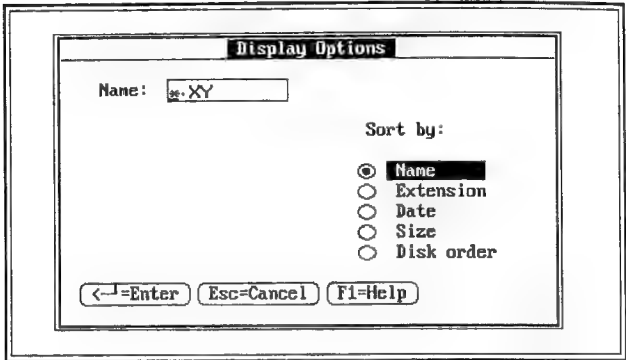 Display Options
Name: *.XY
Sort by:
Name
Extension
Date
Size
Disk order
<─┘=Enter Esc=Cancel F1=Help